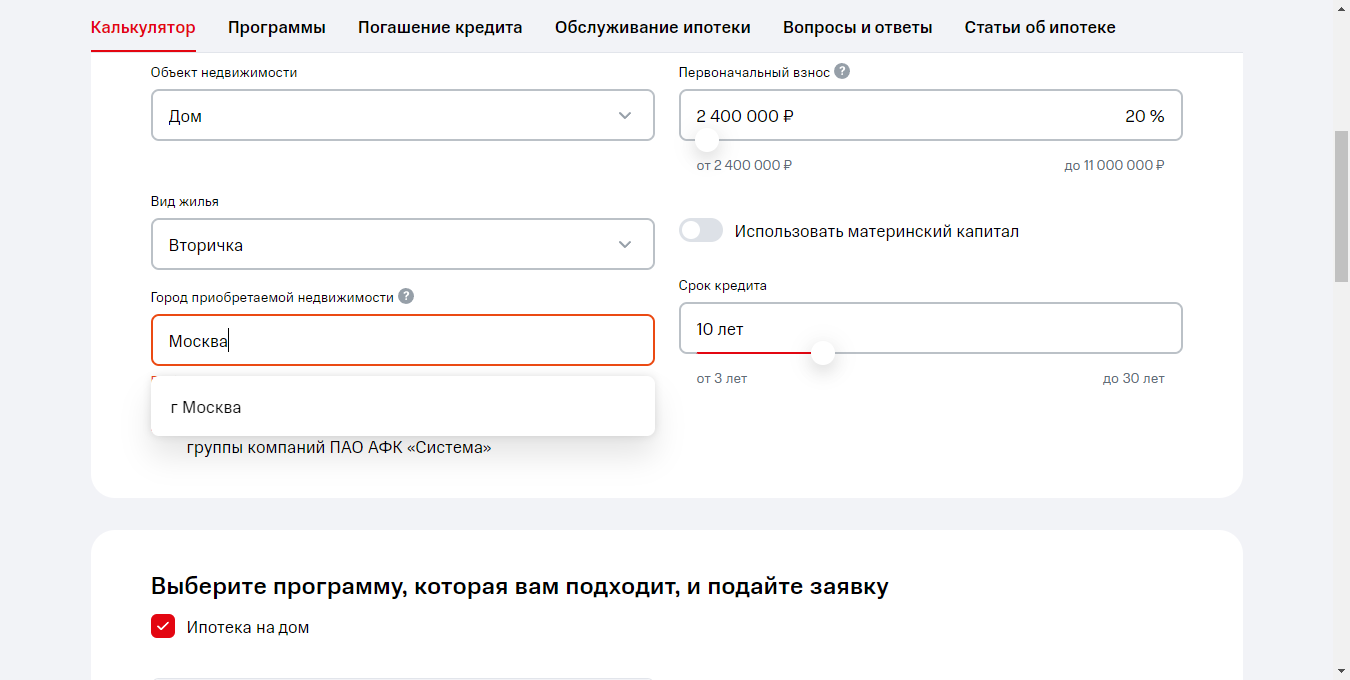 Калькулятор Программы Погашение кредита Обслуживание ипотеки Вопросы и ответы Статьи об ипотеке
Объект недвижимости
Дом
Первоначальный взнос ?
2 400 000 ₽ 20 %
от 2 400 000 ₽ до 11 000 000 ₽
Вид жилья
Вторичка
Использовать материнский капитал
Город приобретаемой недвижимости ?
Москва
Срок кредита
10 лет
от 3 лет до 30 лет
г Москва
группы компаний ПАО АФК «Система»
Выберите программу, которая вам подходит, и подайте заявку
Ипотека на дом